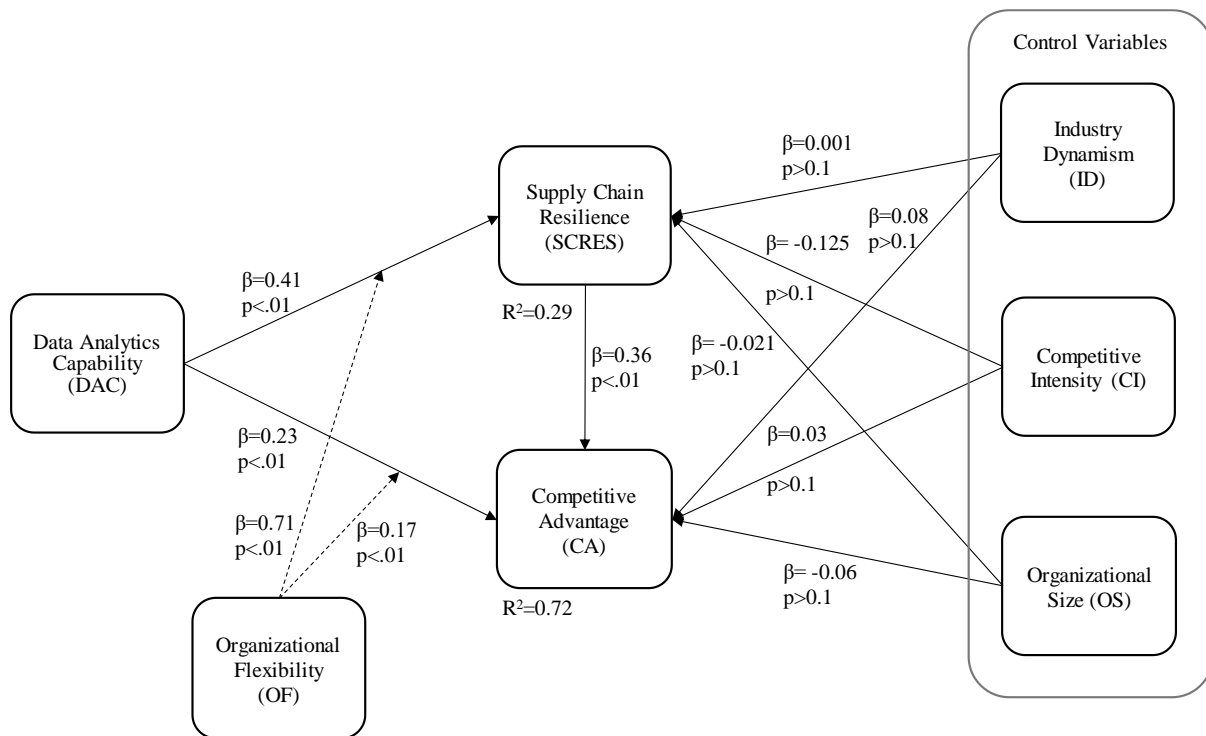 Control Variables
Industry
Dynamism
(ID)
β=0.001
p>0.1
Supply Chain
Resilience
(SCRES)
β=0.08
p>0.1
β= -0.125
p>0.1
β=0.41
p<.01
R²=0.29
Data Analytics
Capability
(DAC)
β=0.36
p<.01
β= -0.021
p>0.1
Competitive
Intensity (CI)
β=0.23
p<.01
β=0.03
p>0.1
Competitive
Advantage
(CA)
β=0.71
p<.01
β=0.17
p<.01
β= -0.06
p>0.1
Organizational
Size (OS)
R²=0.72
Organizational
Flexibility
(OF)